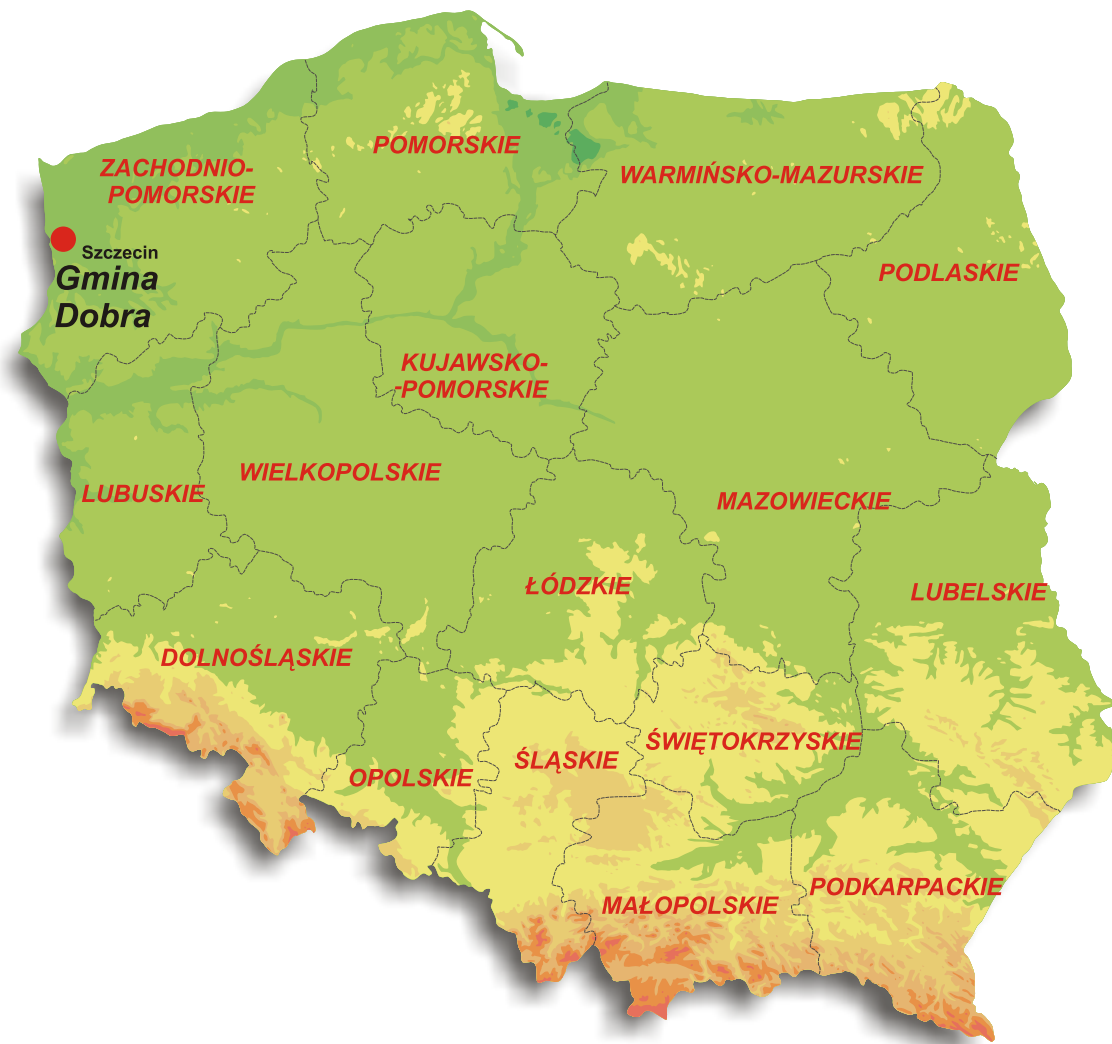 POMORSKIE
ZACHODNIO-
POMORSKIE
WARMIŃSKO-MAZURSKIE
Szczecin
Gmina
Dobra
PODLASKIE
KUJAWSKO-
-POMORSKIE
WIELKOPOLSKIE
LUBUSKIE
MAZOWIECKIE
ŁÓDZKIE
LUBELSKIE
DOLNOŚLĄSKIE
ŚWIĘTOKRZYSKIE
ŚLĄSKIE
OPOLSKIE
PODKARPACKIE
MAŁOPOLSKIE